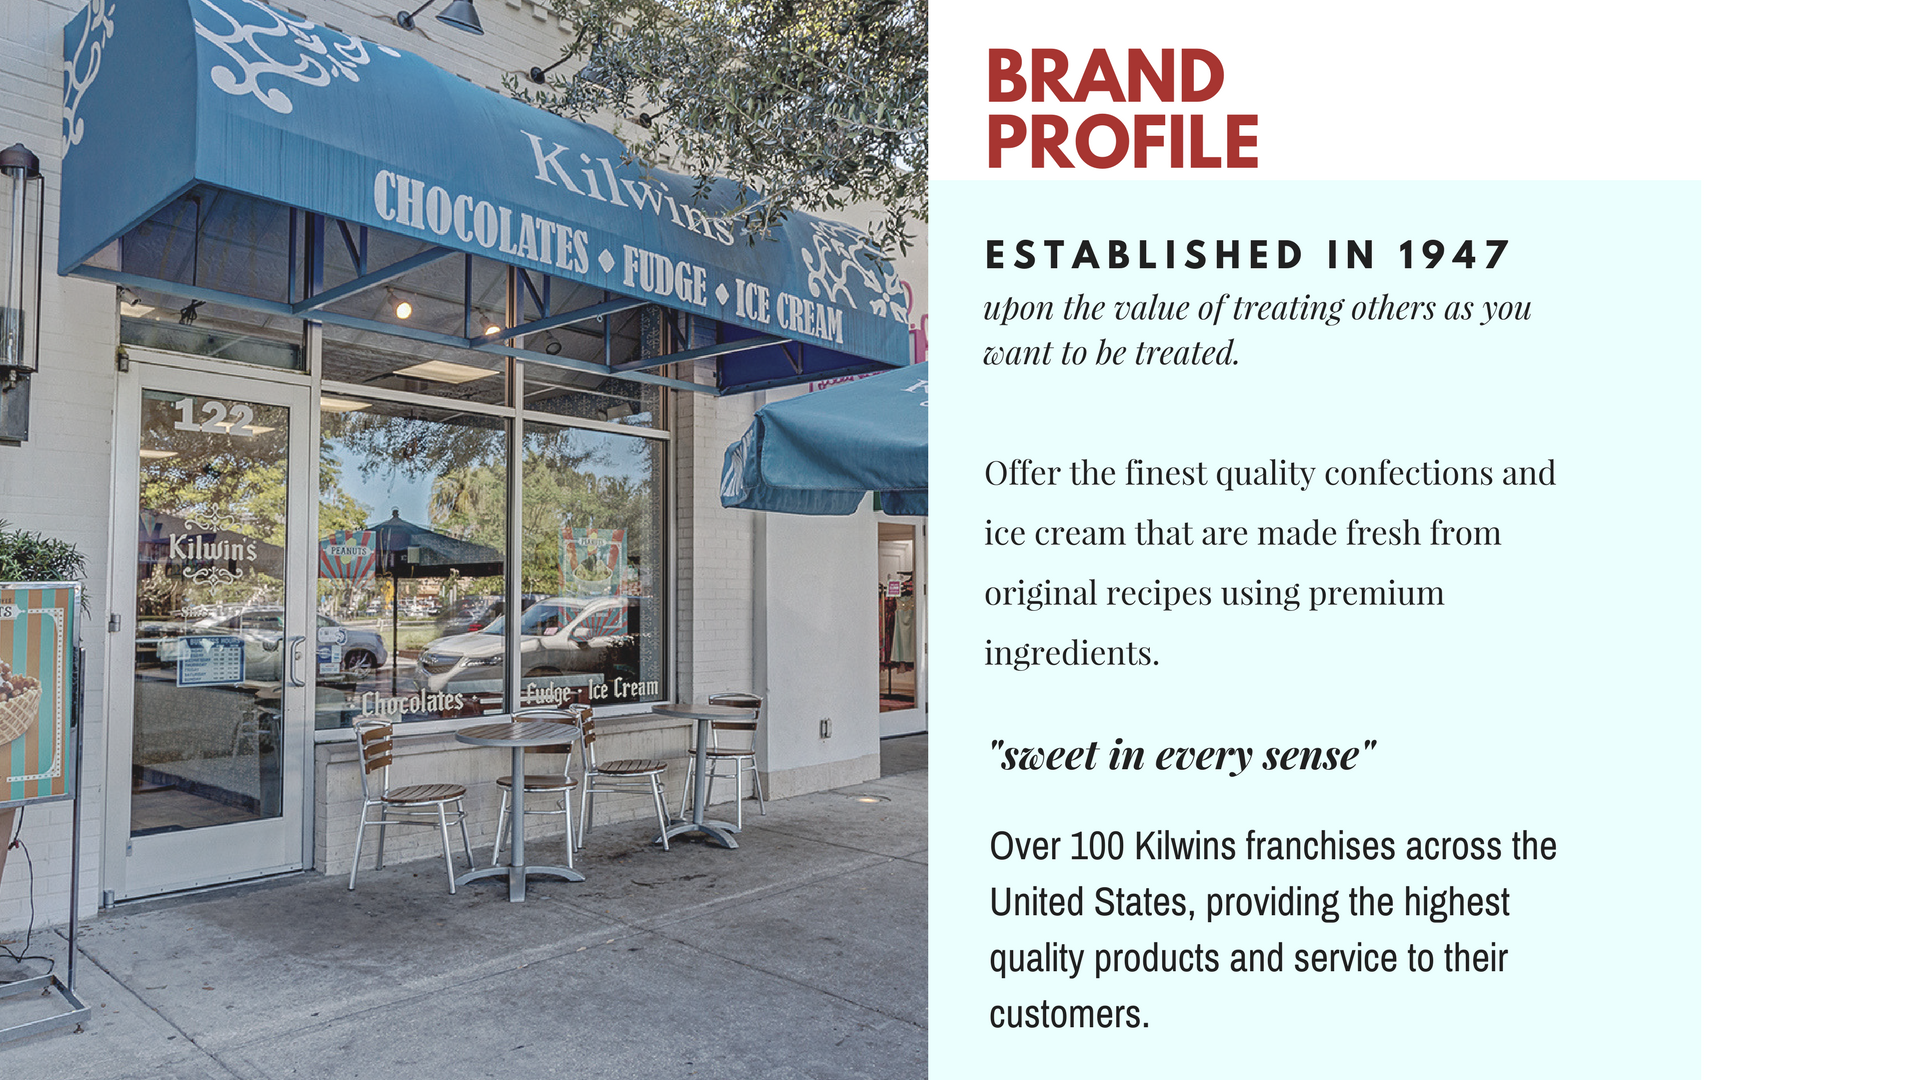 Kilwins
CHOCOLATES ◆ FUDGE ◆ ICE CREAM
122
Kilwin's
PEANUTS
PEANUTS
Chocolates · Fudge · Ice Cream
BRAND
PROFILE
ESTABLISHED IN 1947
upon the value of treating others as you
want to be treated.
Offer the finest quality confections and
ice cream that are made fresh from
original recipes using premium
ingredients.
"sweet in every sense"
Over 100 Kilwins franchises across the
United States, providing the highest
quality products and service to their
customers.